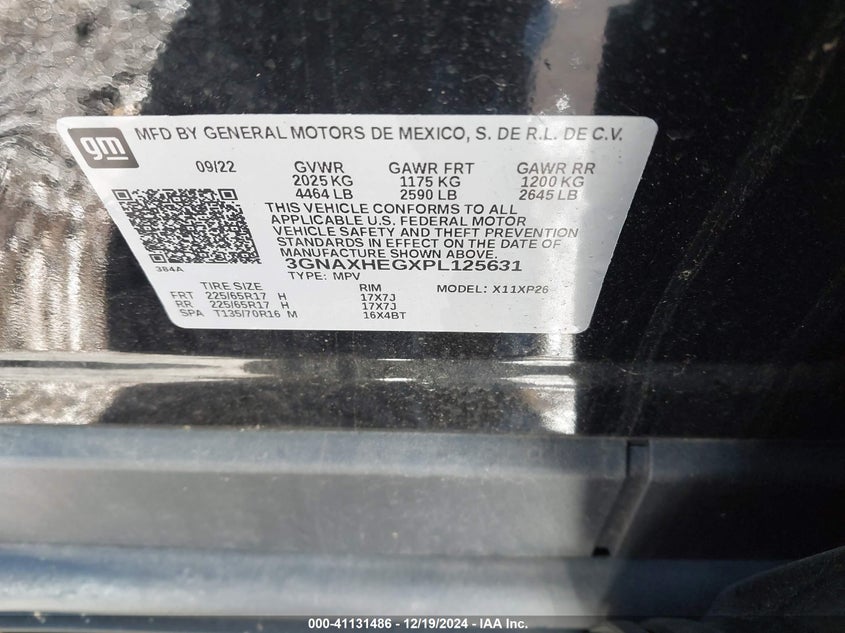 gm MFD BY GENERAL MOTORS DE MEXICO, S. DE R.L. DE C.V.
09/22 GVWR GAWR FRT GAWR RR
2025 KG 1175 KG 1200 KG
4464 LB 2590 LB 2645 LB
THIS VEHICLE CONFORMS TO ALL
APPLICABLE U.S. FEDERAL MOTOR
VEHICLE SAFETY AND THEFT PREVENTION
STANDARDS IN EFFECT ON THE DATE OF
MANUFACTURE SHOWN ABOVE.
3GNAXHEGXPL125631
384A TYPE: MPV MODEL: X11XP26
TIRE SIZE RIM
FRT 225/65R17 H 17X7J
RR 225/65R17 H 17X7J
SPA T135/70R16 M 16X4BT
000-41131486 - 12/19/2024 - IAA Inc.